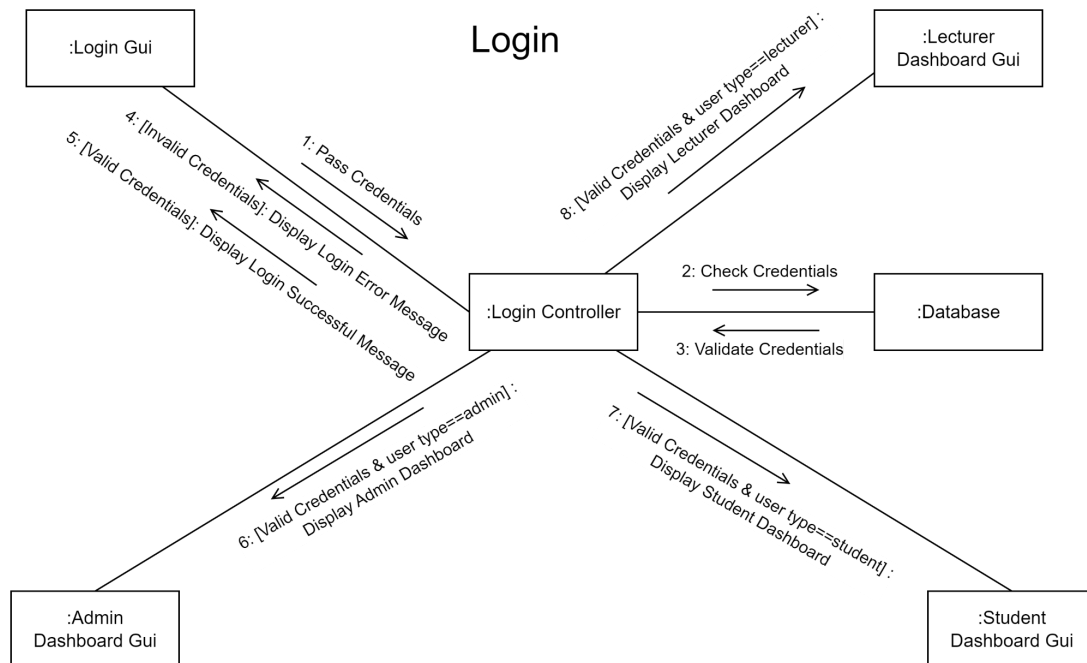 Login
:Login Gui
:Lecturer
Dashboard Gui
1: Pass Credentials
4: [Invalid Credentials]: Display Login Error Message
5: [Valid Credentials]: Display Login Successful Message
8: [Valid Credentials & user type==lecturer] :
Display Lecturer Dashboard
:Login Controller
2: Check Credentials
3: Validate Credentials
:Database
6: [Valid Credentials & user type==admin] :
Display Admin Dashboard
7: [Valid Credentials & user type==student] :
Display Student Dashboard
:Admin
Dashboard Gui
:Student
Dashboard Gui